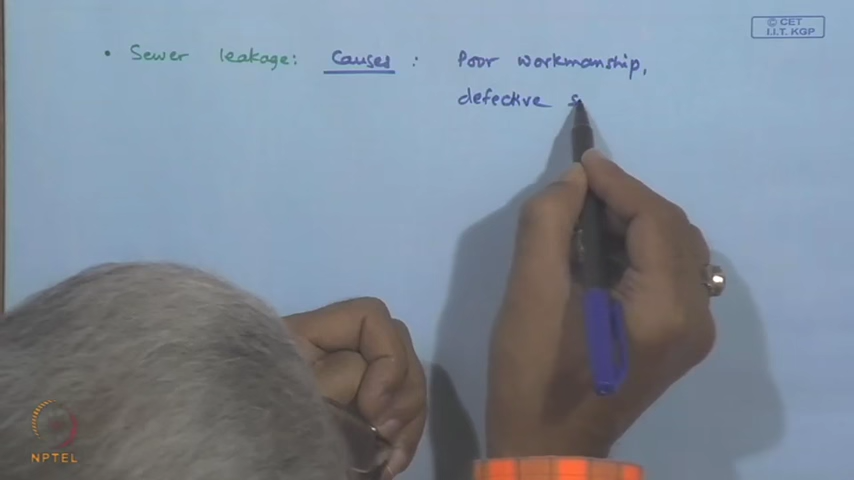 © CET
I.I.T. KGP
• Sewer leakage: Causes : Poor workmanship,
defective s
NPTEL